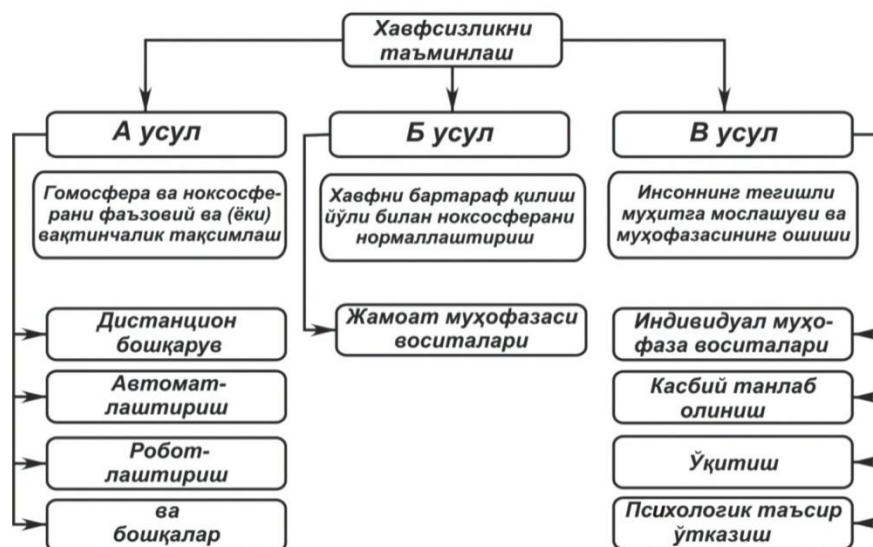 Хавфсизликни
таъминлаш
А усул
Б усул
В усул
Гомосфера ва ноксосфе-
рани фаъзовий ва (ёки)
вақтинчалик тақсимлаш
Хавфни бартараф қилиш
йўли билан ноксосферани
нормаллаштириш
Инсоннинг тегишли
муҳитга мослашуви ва
муҳофазасининг ошиши
Дистанцион
бошқарув
Жамоат муҳофазаси
воситалари
Индивидуал муҳо-
фаза воситалари
Автомат-
лаштириш
Касбий танлаб
олиниш
Робот-
лаштириш
Ўқитиш
ва
бошқалар
Психологик таъсир
ўтказиш